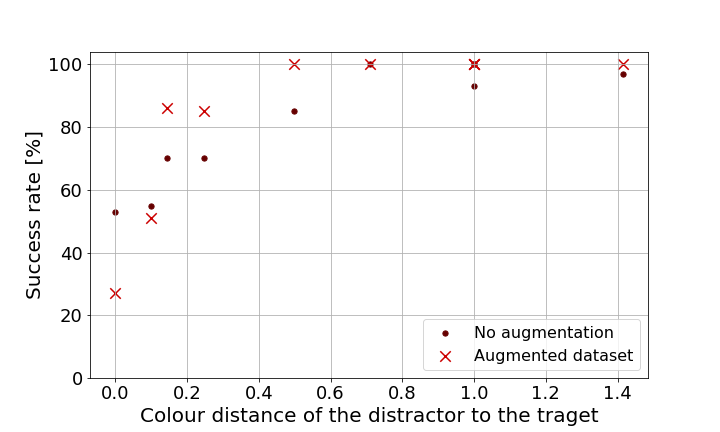 100
80
60
40
20
0
Success rate [%]
No augmentation
Augmented dataset
0.0 0.2 0.4 0.6 0.8 1.0 1.2 1.4
Colour distance of the distractor to the traget